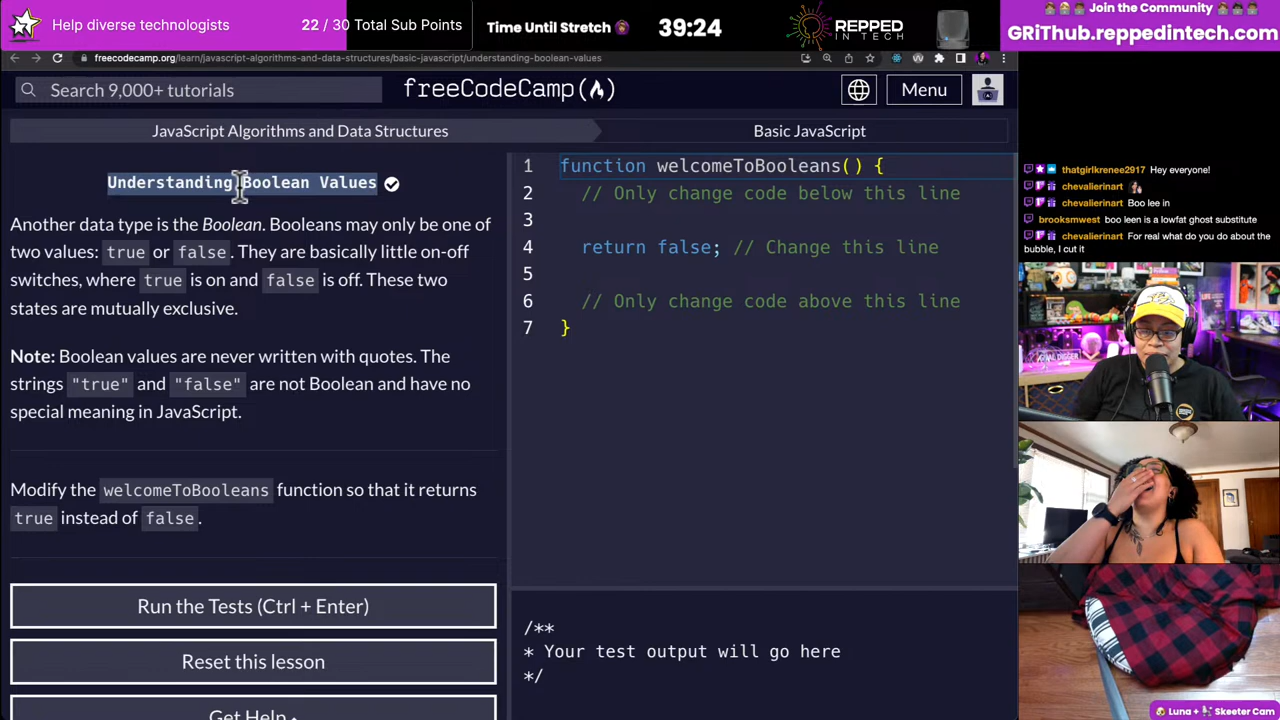 Help diverse technologists
22 / 30 Total Sub Points
Time Until Stretch
39:24
REPPED
IN TECH
Join the Community
GRiThub.reppedintech.com
freecodecamp.org/learn/javascript-algorithms-and-data-structures/basic-javascript/understanding-boolean-values
Search 9,000+ tutorials
freeCodeCamp
Menu
JavaScript Algorithms and Data Structures
Basic JavaScript
Understanding Boolean Values
Another data type is the Boolean. Booleans may only be one of
two values: true or false. They are basically little on-off
switches, where true is on and false is off. These two
states are mutually exclusive.
Note: Boolean values are never written with quotes. The
strings "true" and "false" are not Boolean and have no
special meaning in JavaScript.
Modify the welcomeToBooleans function so that it returns
true instead of false.
Run the Tests (Ctrl + Enter)
Reset this lesson
Get Help
1 function welcomeToBooleans() {
2 // Only change code below this line
3
4 return false; // Change this line
5
6 // Only change code above this line
7 }
/**
* Your test output will go here
*/
thatgirlkrenee2917 Hey everyone!
chevalierinart
chevalierinart Boo lee in
brooksmwest boo leen is a lowfat ghost substitute
chevalierinart For real what do you do about the
bubble, I cut it
Luna + Skeeter Cam